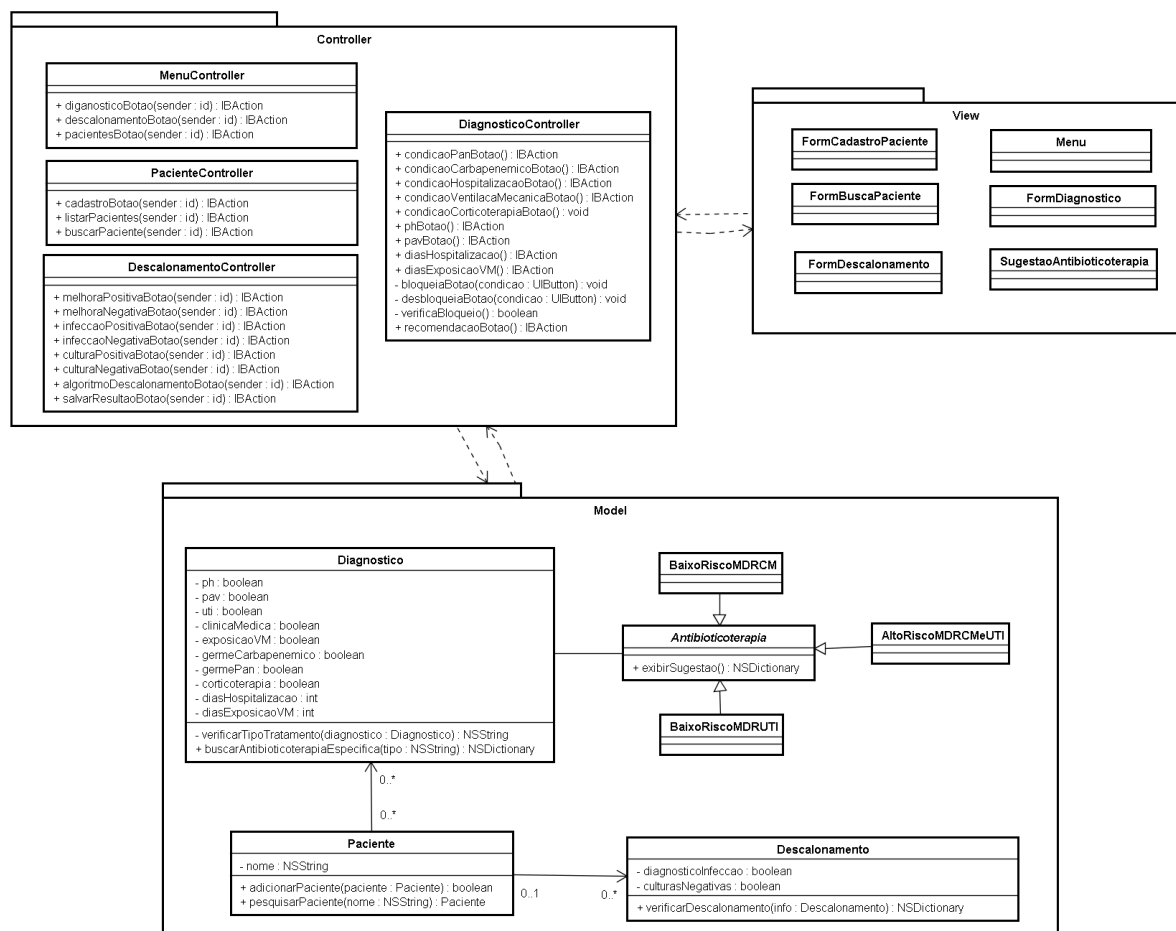 Controller
MenuController
+ diganosticoBotao(sender : id) : IBAction
+ descalonamentoBotao(sender : id) : IBAction
+ pacientesBotao(sender : id) : IBAction
PacienteController
+ cadastroBotao(sender : id) : IBAction
+ listarPacientes(sender : id) : IBAction
+ buscarPaciente(sender : id) : IBAction
DescalonamentoController
+ melhoraPositivaBotao(sender : id) : IBAction
+ melhoraNegativaBotao(sender : id) : IBAction
+ infeccaoPositivaBotao(sender : id) : IBAction
+ infeccaoNegativaBotao(sender : id) : IBAction
+ culturaPositivaBotao(sender : id) : IBAction
+ culturaNegativaBotao(sender : id) : IBAction
+ algoritmoDescalonamentoBotao(sender : id) : IBAction
+ salvarResultaoBotao(sender : id) : IBAction
DiagnosticoController
+ condicaoPanBotao() : IBAction
+ condicaoCarbapenemicoBotao() : IBAction
+ condicaoHospitalizacaoBotao() : IBAction
+ condicaoVentilacaMecanicaBotao() : IBAction
+ condicaoCorticoterapiaBotao() : void
+ phBotao() : IBAction
+ pavBotao() : IBAction
+ diasHospitalizacao() : IBAction
+ diasExposicaoVM() : IBAction
- bloqueiaBotao(condicao : UIButton) : void
- desbloqueiaBotao(condicao : UIButton) : void
- verificaBloqueio() : boolean
+ recomendacaoBotao() : IBAction
View
FormCadastroPaciente
Menu
FormBuscaPaciente
FormDiagnostico
FormDescalonamento
SugestaoAntibioticoterapia
Model
Diagnostico
- ph : boolean
- pav : boolean
- uti : boolean
- clinicaMedica : boolean
- exposicaoVM : boolean
- germeCarbapenemico : boolean
- germePan : boolean
- corticoterapia : boolean
- diasHospitalizacao : int
- diasExposicaoVM : int
- verificarTipoTratamento(diagnostico : Diagnostico) : NSString
+ buscarAntibioticoterapiaEspecifica(tipo : NSString) : NSDictionary
BaixoRiscoMDRCM
Antibioticoterapia
+ exibirSugestao() : NSDictionary
AltoRiscoMDRCMeUTI
BaixoRiscoMDRUTI
0..*
0..*
Paciente
- nome : NSString
+ adicionarPaciente(paciente : Paciente) : boolean
+ pesquisarPaciente(nome : NSString) : Paciente
0..1
0..*
Descalonamento
- diagnosticoInfeccao : boolean
- culturasNegativas : boolean
+ verificarDescalonamento(info : Descalonamento) : NSDictionary